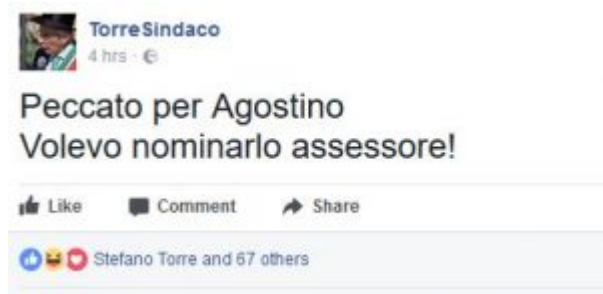 TorreSindaco
4 hrs ·
Peccato per Agostino
Volevo nominarlo assessore!
Like Comment Share
Stefano Torre and 67 others